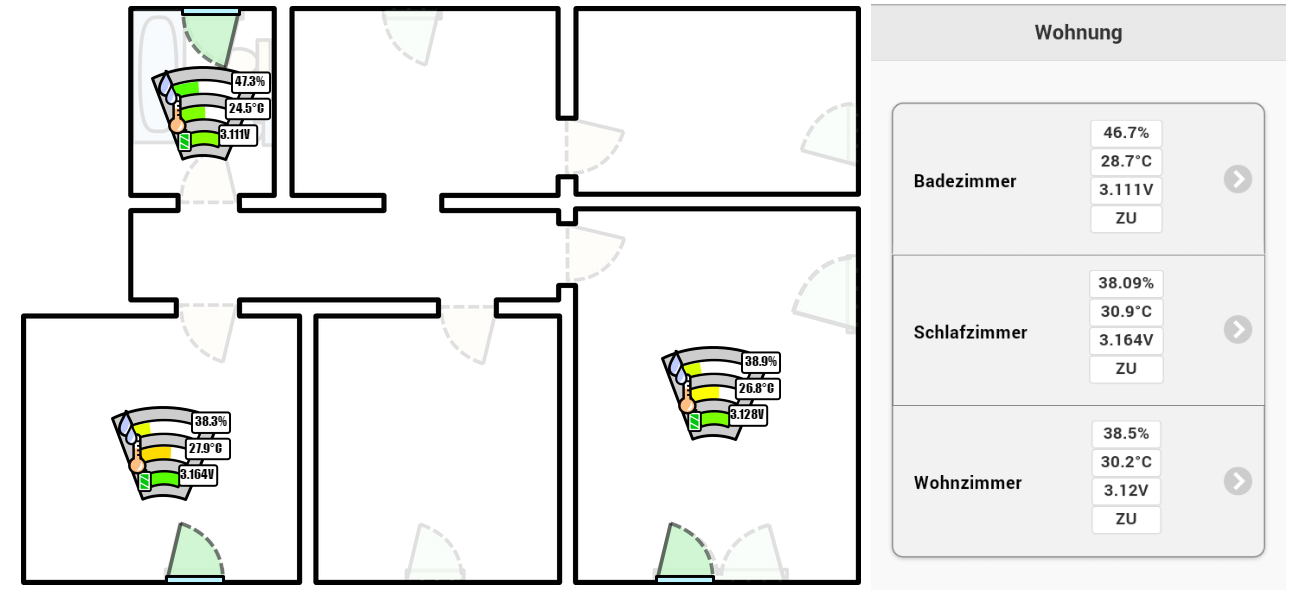 47.3%
24.5°C
3.111V
38.3%
27.9°C
3.164V
38.9%
26.8°C
3.128V
Wohnung
Badezimmer
46.7%
28.7°C
3.111V
ZU
Schlafzimmer
38.09%
30.9°C
3.164V
ZU
Wohnzimmer
38.5%
30.2°C
3.12V
ZU